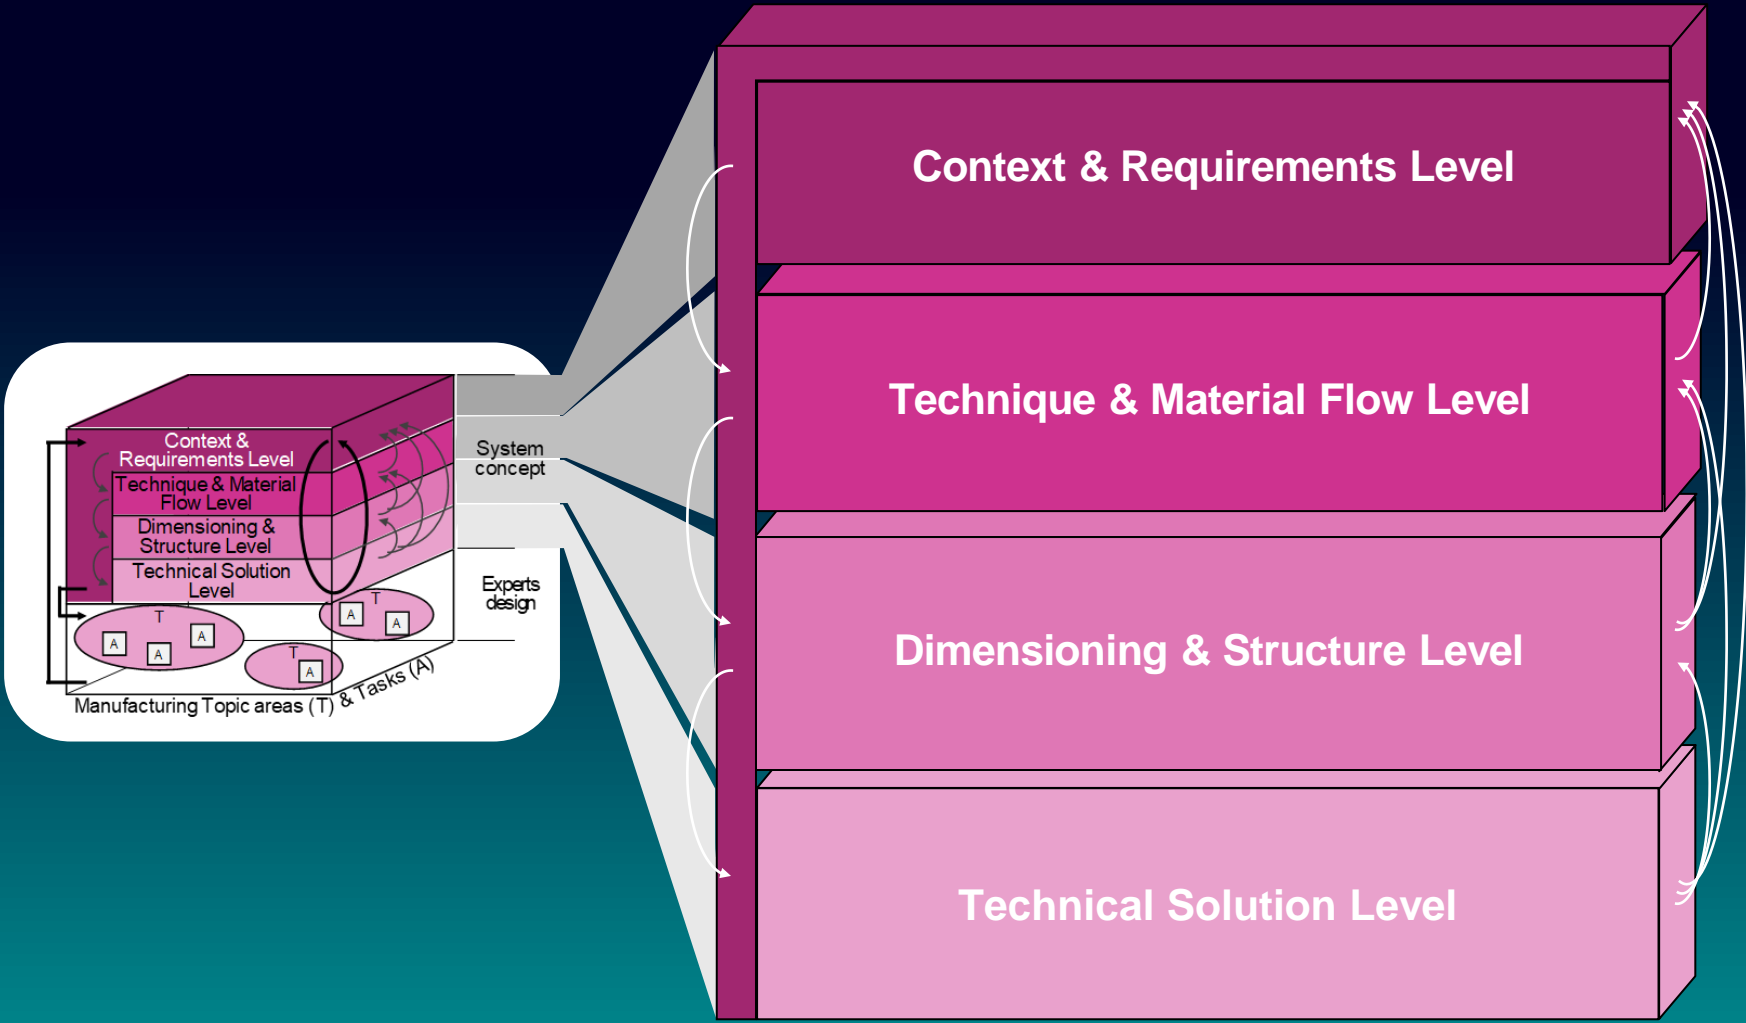 Context & Requirements Level
Technique & Material Flow Level
Dimensioning & Structure Level
Technical Solution Level
Context &
Requirements Level
Technique & Material
Flow Level
Dimensioning &
Structure Level
Technical Solution
Level
System
concept
Experts
design
T
A
A
A
T
A
A
T
A
Manufacturing Topic areas (T) & Tasks (A)